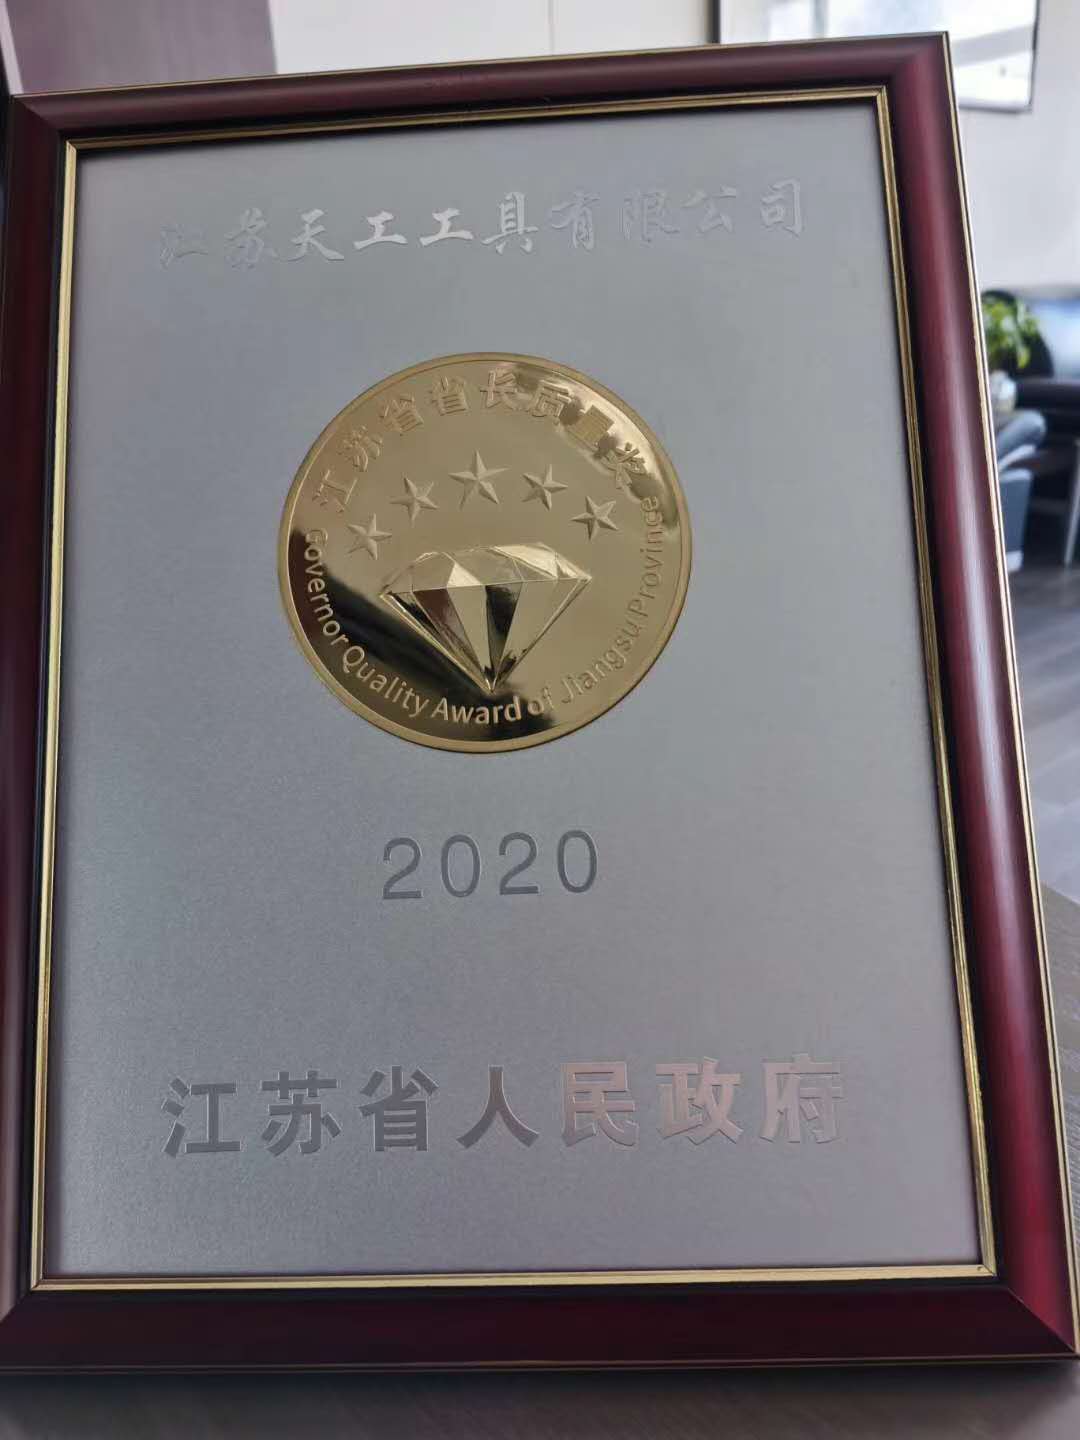 江苏天工工具有限公司
江苏省省长质量奖
Governor Quality Award of Jiangsu Province
2020
江苏省人民政府